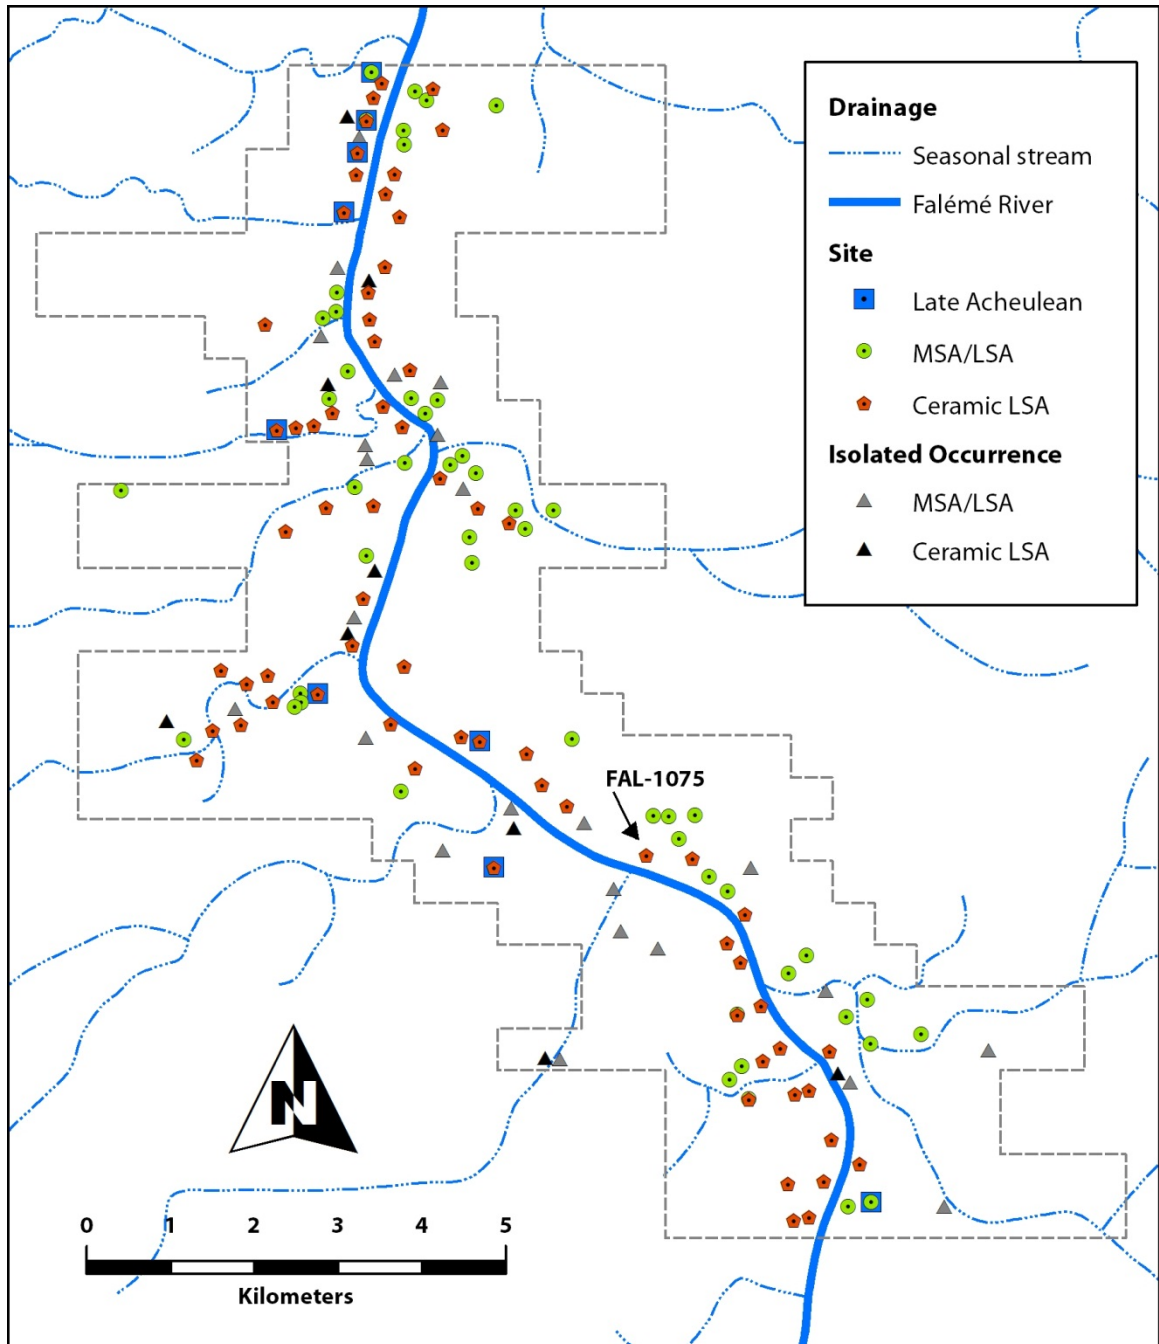 Drainage
Seasonal stream
Falémé River
Site
Late Acheulean
MSA/LSA
Ceramic LSA
Isolated Occurrence
MSA/LSA
Ceramic LSA
FAL-1075
N
0 1 2 3 4 5
Kilometers